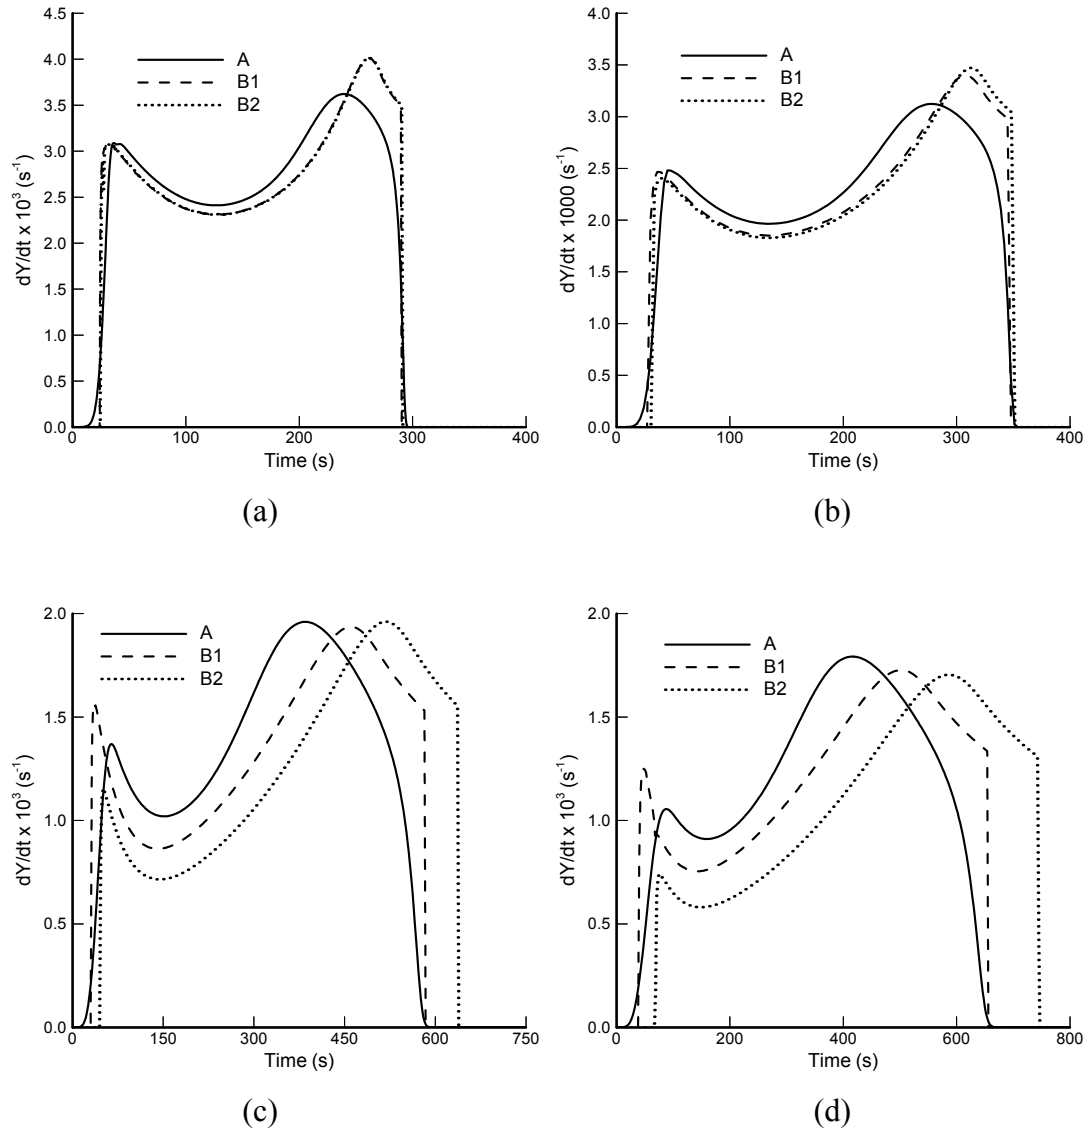 4.5
4.0
3.5
3.0
2.5
2.0
1.5
1.0
0.5
0.0
dY/dt x 10³ (s⁻¹)
A
B1
B2
0 100 200 300 400
Time (s)
(a)
4.0
3.5
3.0
2.5
2.0
1.5
1.0
0.5
0.0
dY/dt x 1000 (s⁻¹)
A
B1
B2
0 100 200 300 400
Time (s)
(b)
2.0
1.5
1.0
0.5
0.0
dY/dt x 10³ (s⁻¹)
A
B1
B2
0 150 300 450 600 750
Time (s)
(c)
2.0
1.5
1.0
0.5
0.0
dY/dt x 10³ (s⁻¹)
A
B1
B2
0 200 400 600 800
Time (s)
(d)